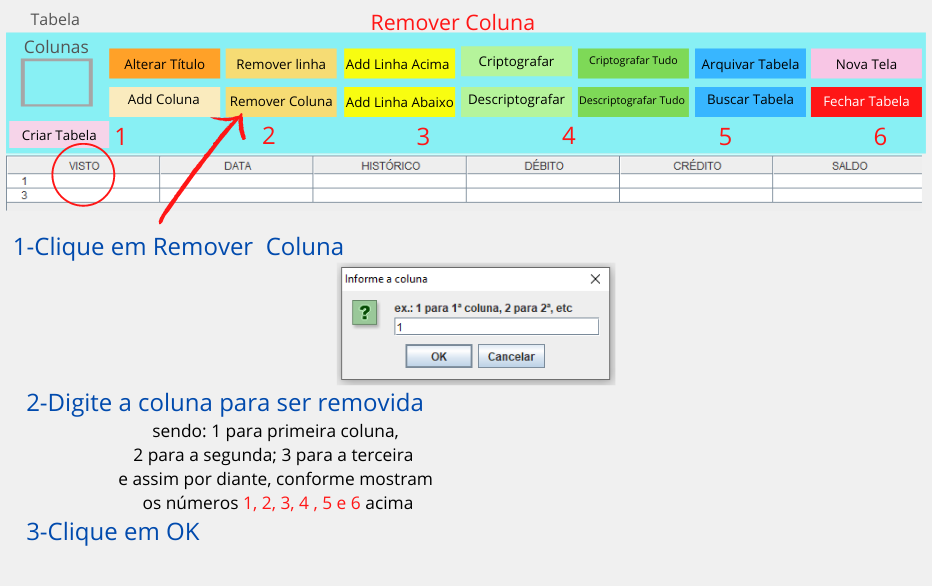 Tabela
Remover Coluna
Colunas
Alterar Título
Remover linha
Add Linha Acima
Criptografar
Criptografar Tudo
Arquivar Tabela
Nova Tela
Add Coluna
Remover Coluna
Add Linha Abaixo
Descriptografar
Descriptografar Tudo
Buscar Tabela
Fechar Tabela
Criar Tabela
1 2 3 4 5 6
VISTO DATA HISTÓRICO DÉBITO CRÉDITO SALDO
1
3
1-Clique em Remover Coluna
Informe a coluna
ex.: 1 para 1ª coluna, 2 para 2ª, etc
1
OK Cancelar
2-Digite a coluna para ser removida
sendo: 1 para primeira coluna,
2 para a segunda; 3 para a terceira
e assim por diante, conforme mostram
os números 1, 2, 3, 4 , 5 e 6 acima
3-Clique em OK